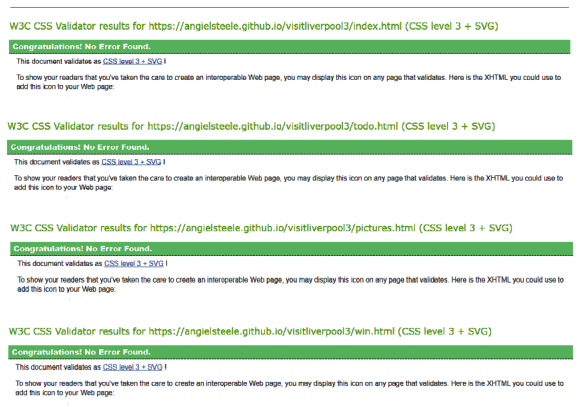 W3C CSS Validator results for https://angielsteele.github.io/visitliverpool3/index.html (CSS level 3 + SVG)
Congratulations! No Error Found.
This document validates as CSS level 3 + SVG !
To show your readers that you've taken the care to create an interoperable Web page, you may display this icon on any page that validates. Here is the XHTML you could use to
add this icon to your Web page:
W3C CSS Validator results for https://angielsteele.github.io/visitliverpool3/todo.html (CSS level 3 + SVG)
Congratulations! No Error Found.
This document validates as CSS level 3 + SVG !
To show your readers that you've taken the care to create an interoperable Web page, you may display this icon on any page that validates. Here is the XHTML you could use to
add this icon to your Web page:
W3C CSS Validator results for https://angielsteele.github.io/visitliverpool3/pictures.html (CSS level 3 + SVG)
Congratulations! No Error Found.
This document validates as CSS level 3 + SVG !
To show your readers that you've taken the care to create an interoperable Web page, you may display this icon on any page that validates. Here is the XHTML you could use to
add this icon to your Web page:
W3C CSS Validator results for https://angielsteele.github.io/visitliverpool3/win.html (CSS level 3 + SVG)
Congratulations! No Error Found.
This document validates as CSS level 3 + SVG !
To show your readers that you've taken the care to create an interoperable Web page, you may display this icon on any page that validates. Here is the XHTML you could use to
add this icon to your Web page: